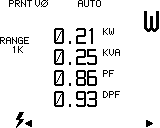 PRNT VØ AUTO
W
0.21 KW
RANGE
1K
0.25 KVA
0.86 PF
0.93 DPF